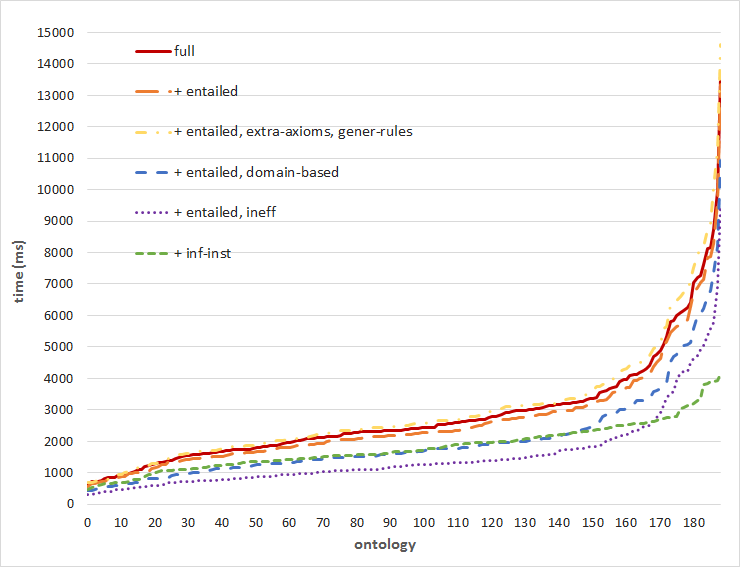 15000
14000
13000
12000
11000
10000
9000
8000
7000
6000
5000
4000
3000
2000
1000
0
time (ms)
full
+ entailed
+ entailed, extra-axioms, gener-rules
+ entailed, domain-based
+ entailed, ineff
+ inf-inst
0 10 20 30 40 50 60 70 80 90 100 110 120 130 140 150 160 170 180
ontology